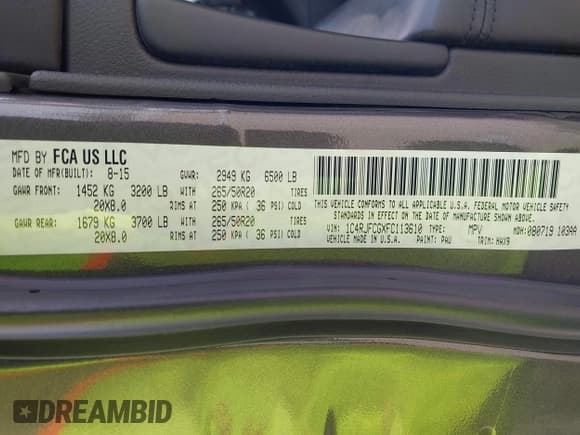 MFD BY FCA US LLC
DATE OF MFR(BUILT): 8-15 GVWR: 2949 KG 6500 LB
GAWR FRONT: 1452 KG 3200 LB WITH 265/50R20 TIRES
20X8.0 RIMS AT 250 KPA ( 36 PSI) COLD
GAWR REAR: 1679 KG 3700 LB WITH 265/50R20 TIRES
20X8.0 RIMS AT 250 KPA ( 36 PSI) COLD
THIS VEHICLE CONFORMS TO ALL APPLICABLE U.S.A. FEDERAL MOTOR VEHICLE SAFETY
STANDARDS IN EFFECT ON THE DATE OF MANUFACTURE SHOWN ABOVE.
VIN: 1C4RJFCGXFC113610 TYPE: MPV MDH: 080719 103AA
VEHICLE MADE IN U.S.A. PAINT: PAU TRIM: HAX9
DREAMBID